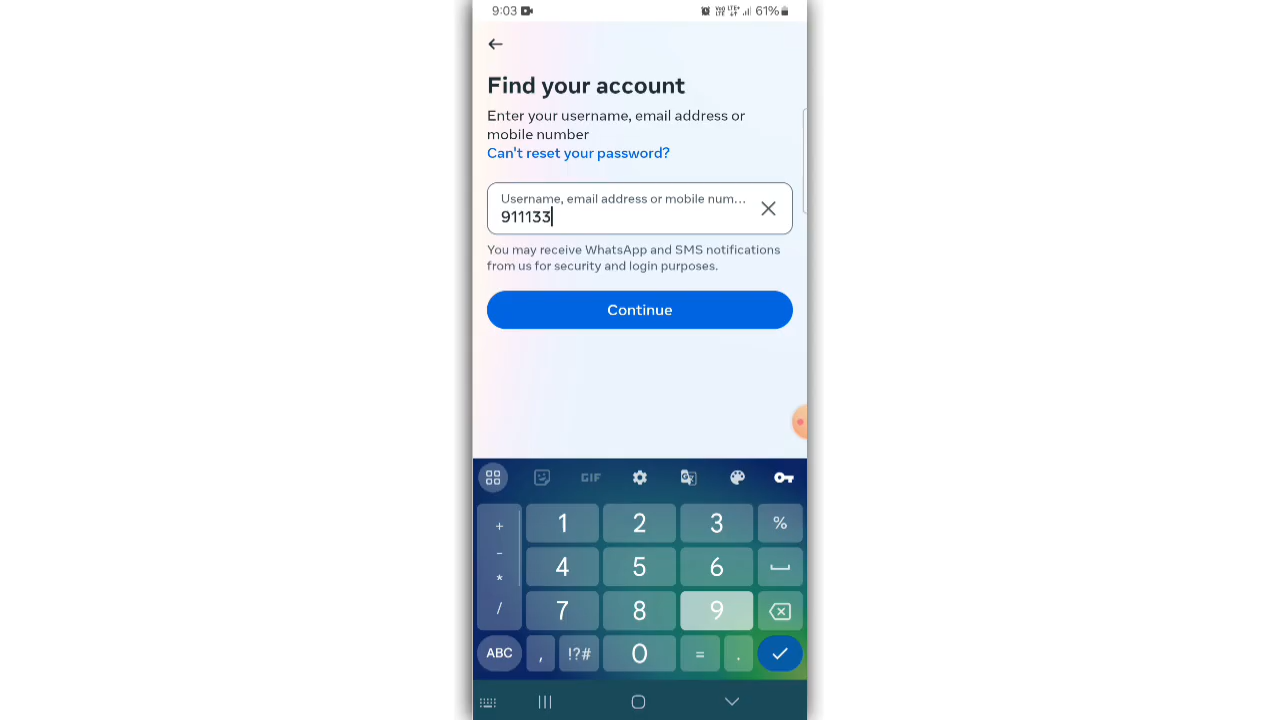 9:03 61%
Find your account
Enter your username, email address or
mobile number
Can't reset your password?
Username, email address or mobile num...
911133
You may receive WhatsApp and SMS notifications
from us for security and login purposes.
Continue
GIF
+ 1 2 3 %
- 4 5 6
*
/ 7 8 9
ABC , !?# 0 = .